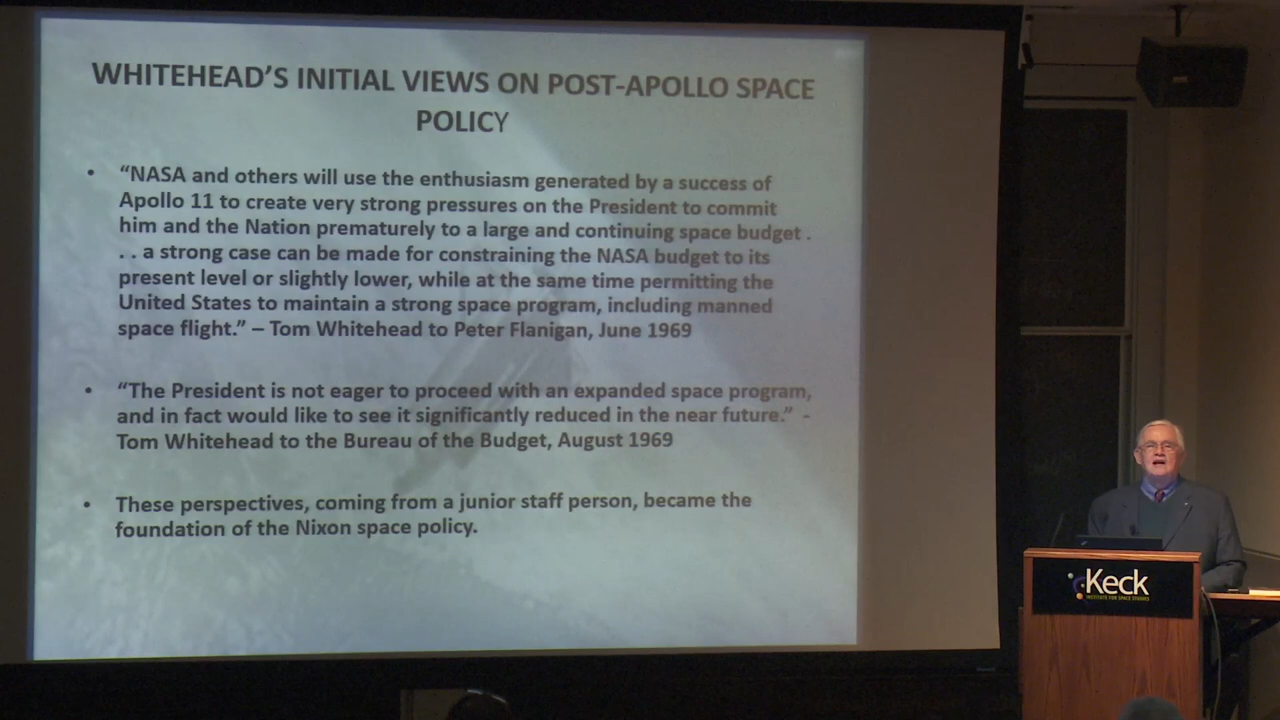 WHITEHEAD'S INITIAL VIEWS ON POST-APOLLO SPACE
POLICY
• “NASA and others will use the enthusiasm generated by a success of
Apollo 11 to create very strong pressures on the President to commit
him and the Nation prematurely to a large and continuing space budget .
. . a strong case can be made for constraining the NASA budget to its
present level or slightly lower, while at the same time permitting the
United States to maintain a strong space program, including manned
space flight.” – Tom Whitehead to Peter Flanigan, June 1969
• “The President is not eager to proceed with an expanded space program,
and in fact would like to see it significantly reduced in the near future.” -
Tom Whitehead to the Bureau of the Budget, August 1969
• These perspectives, coming from a junior staff person, became the
foundation of the Nixon space policy.
Keck
INSTITUTE FOR SPACE STUDIES